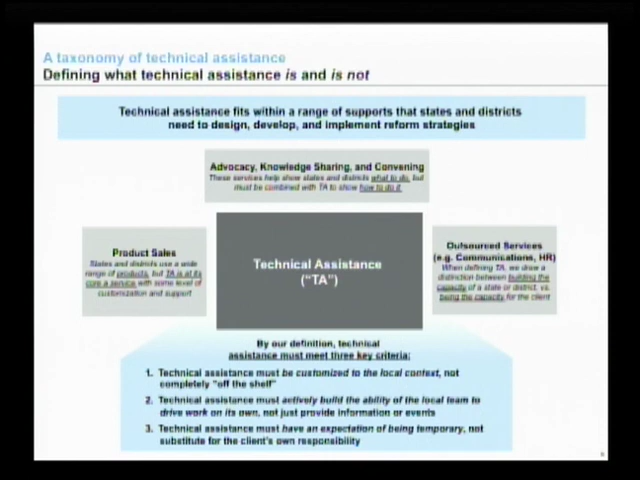 A taxonomy of technical assistance
Defining what technical assistance is and is not
Technical assistance fits within a range of supports that states and districts
need to design, develop, and implement reform strategies
Advocacy, Knowledge Sharing, and Convening
These services help show states and districts what to do, but
must be combined with TA to show how to do it
Product Sales
States and districts use a wide
range of products, but TA is at its
core a service with some level of
customization and support
Technical Assistance
("TA")
Outsourced Services
(e.g. Communications, HR)
When defining TA, we draw a
distinction between building the
capacity of a state or district, vs.
being the capacity for the client
By our definition, technical
assistance must meet three key criteria:
1. Technical assistance must be customized to the local context, not
completely "off the shelf"
2. Technical assistance must actively build the ability of the local team to
drive work on its own, not just provide information or events
3. Technical assistance must have an expectation of being temporary, not
substitute for the client's own responsibility